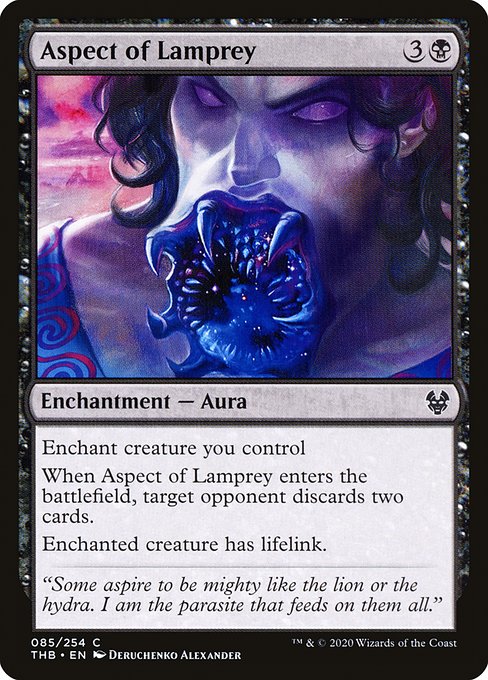 Aspect of Lamprey 3
Enchantment — Aura
Enchant creature you control
When Aspect of Lamprey enters the
battlefield, target opponent discards two
cards.
Enchanted creature has lifelink.
“Some aspire to be mighty like the lion or the
hydra. I am the parasite that feeds on them all.”
085/254 C
™ & © 2020 Wizards of the Coast
THB • EN Deruchenko Alexander